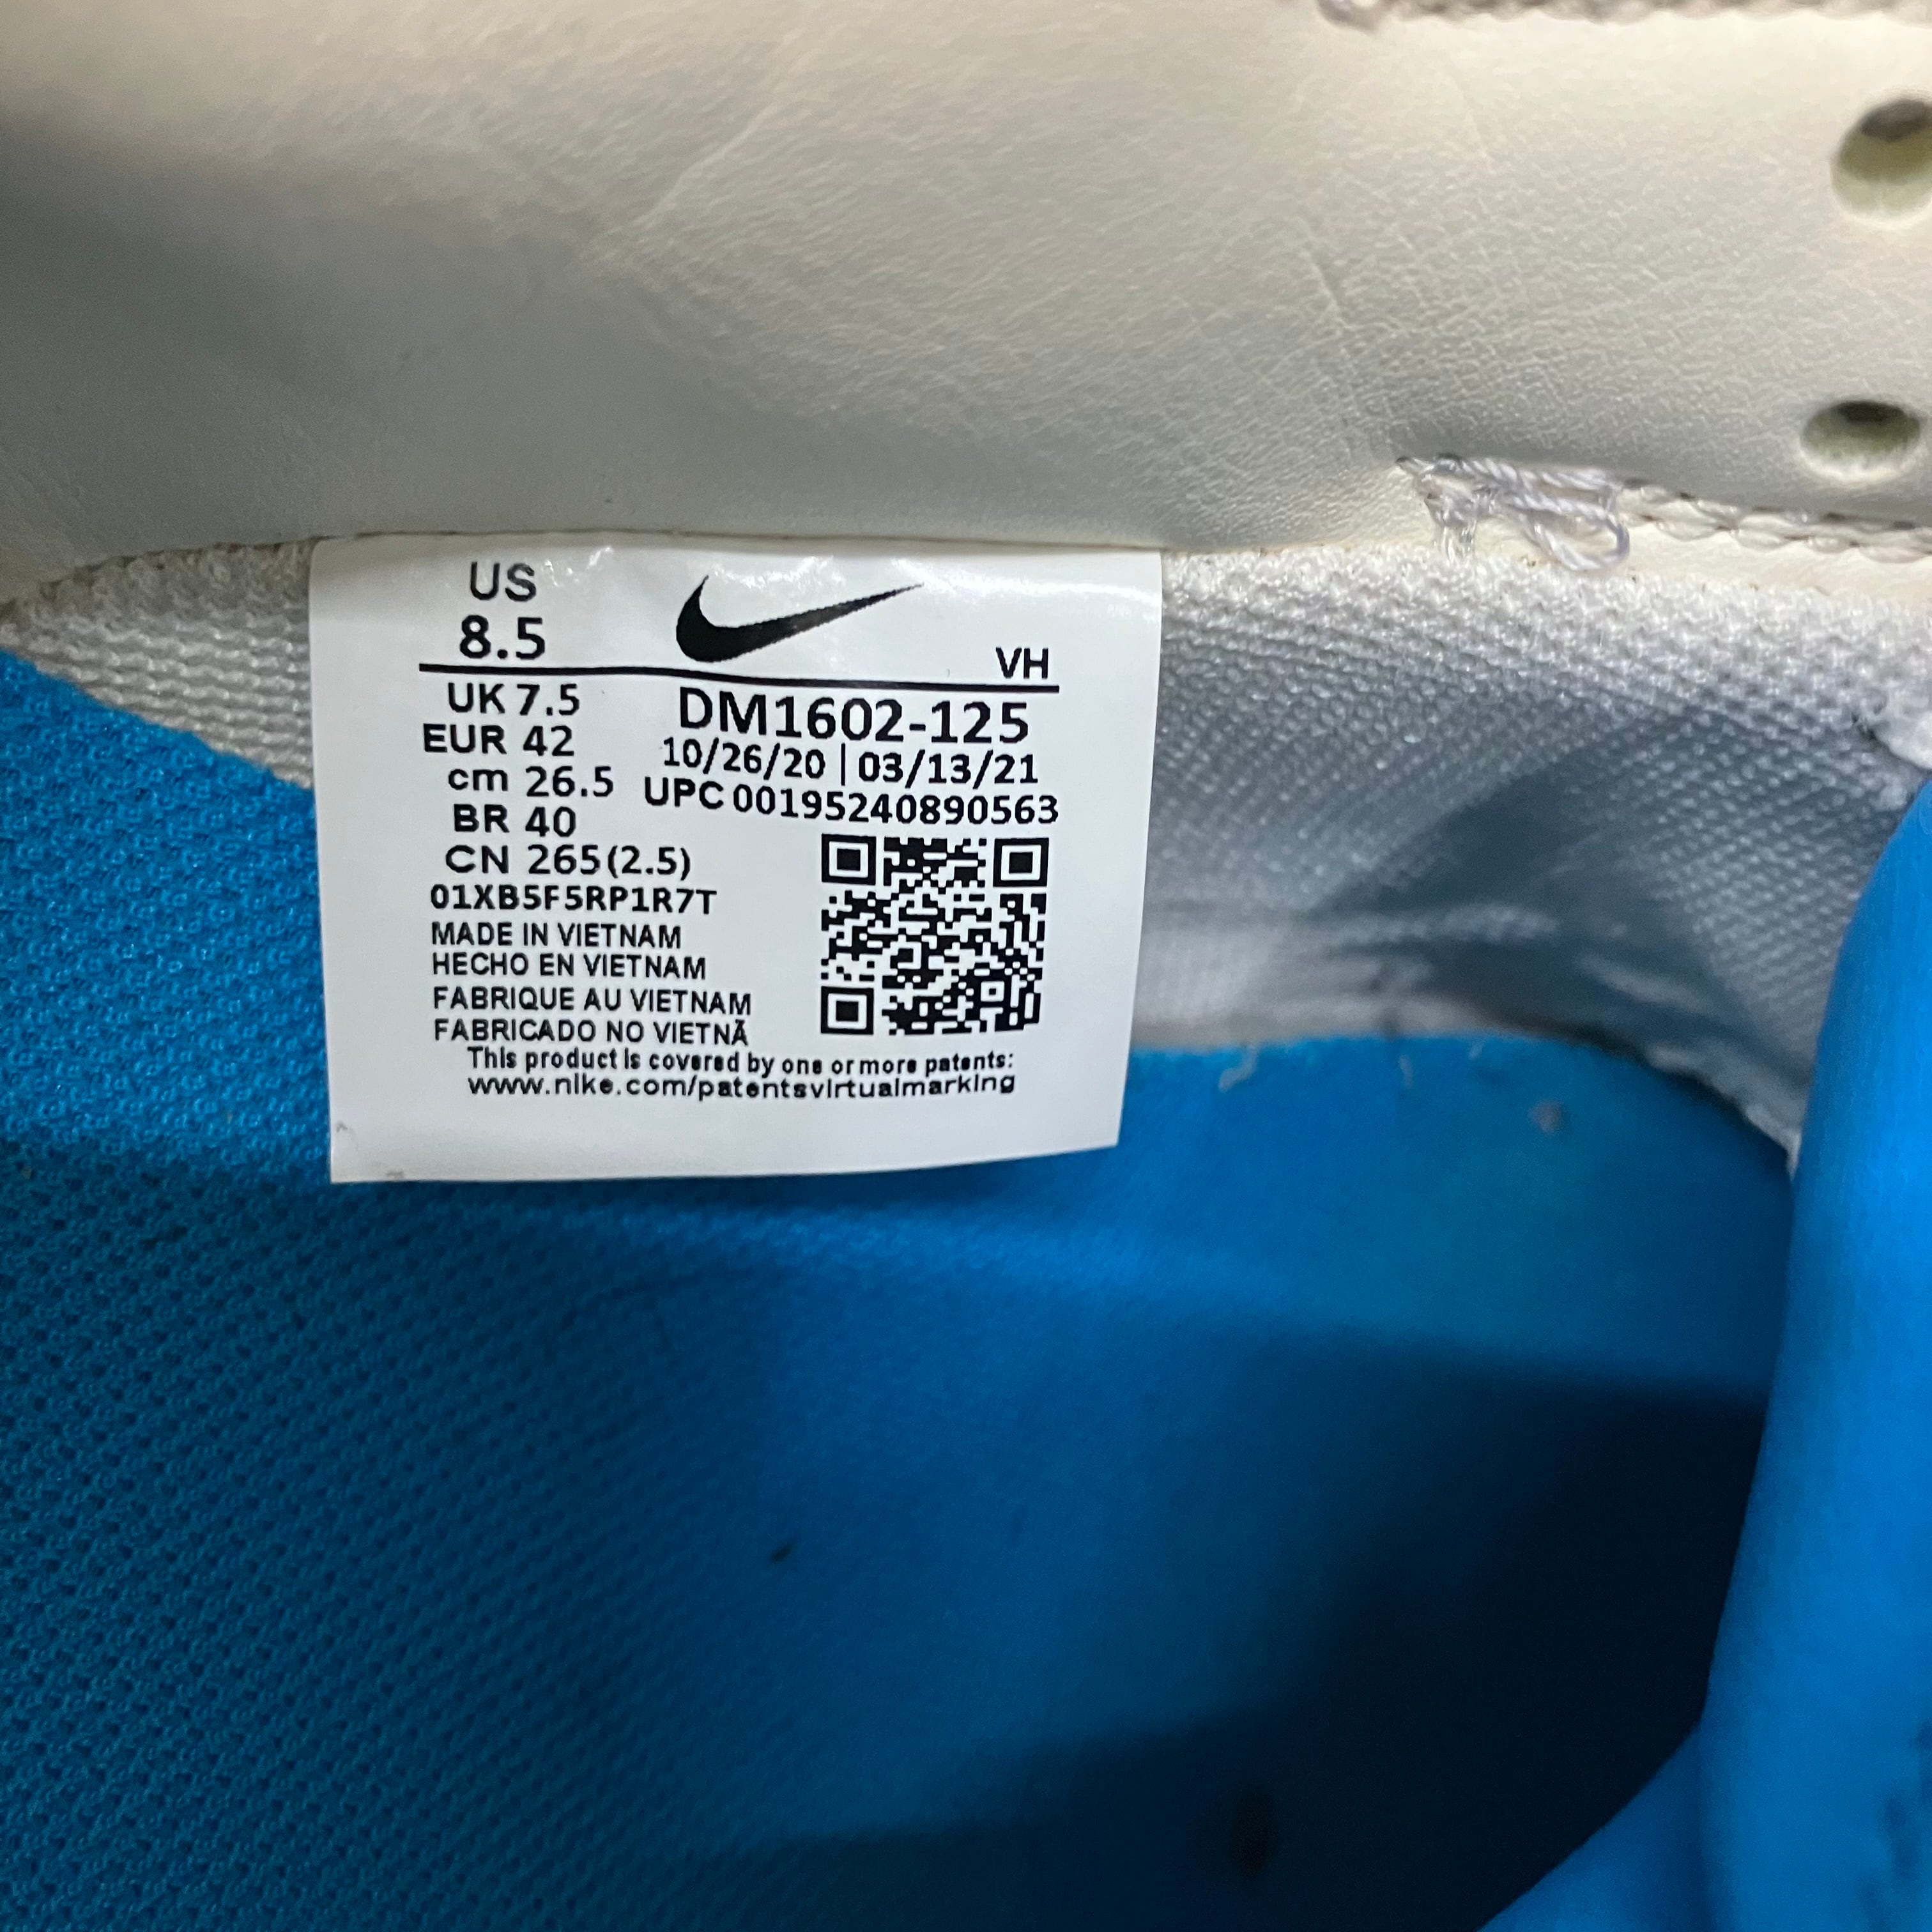 US
8.5
VH
UK 7.5
EUR 42
cm 26.5
BR 40
CN 265(2.5)
DM1602-125
10/26/20 | 03/13/21
UPC 00195240890563
01XB5F5RP1R7T
MADE IN VIETNAM
HECHO EN VIETNAM
FABRIQUE AU VIETNAM
FABRICADO NO VIETNÃ
This product is covered by one or more patents:
www.nike.com/patentsvirtualmarking